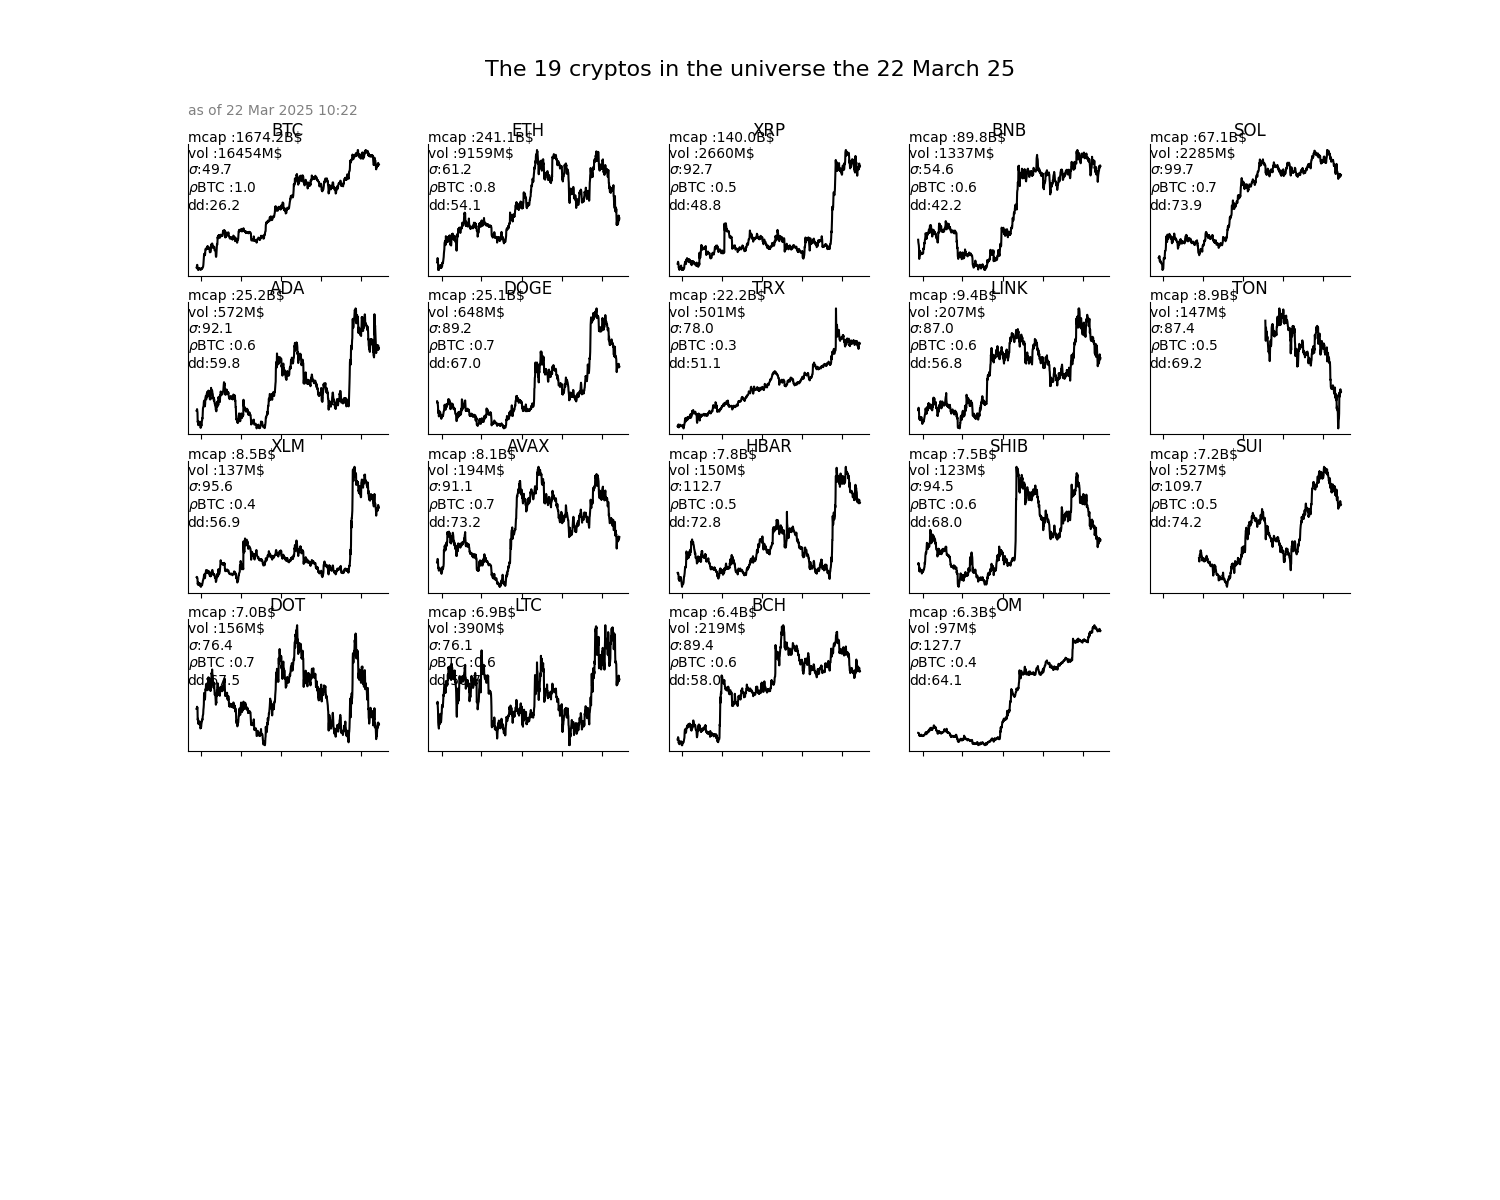 The 19 cryptos in the universe the 22 March 25
as of 22 Mar 2025 10:22
BTC
mcap :1674.2B$
vol :16454M$
σ:49.7
ρBTC :1.0
dd:26.2
ETH
mcap :241.1B$
vol :9159M$
σ:61.2
ρBTC :0.8
dd:54.1
XRP
mcap :140.0B$
vol :2660M$
σ:92.7
ρBTC :0.5
dd:48.8
BNB
mcap :89.8B$
vol :1337M$
σ:54.6
ρBTC :0.6
dd:42.2
SOL
mcap :67.1B$
vol :2285M$
σ:99.7
ρBTC :0.7
dd:73.9
ADA
mcap :25.2B$
vol :572M$
σ:92.1
ρBTC :0.6
dd:59.8
DOGE
mcap :25.1B$
vol :648M$
σ:89.2
ρBTC :0.7
dd:67.0
TRX
mcap :22.2B$
vol :501M$
σ:78.0
ρBTC :0.3
dd:51.1
LINK
mcap :9.4B$
vol :207M$
σ:87.0
ρBTC :0.6
dd:56.8
TON
mcap :8.9B$
vol :147M$
σ:87.4
ρBTC :0.5
dd:69.2
XLM
mcap :8.5B$
vol :137M$
σ:95.6
ρBTC :0.4
dd:56.9
AVAX
mcap :8.1B$
vol :194M$
σ:91.1
ρBTC :0.7
dd:73.2
HBAR
mcap :7.8B$
vol :150M$
σ:112.7
ρBTC :0.5
dd:72.8
SHIB
mcap :7.5B$
vol :123M$
σ:94.5
ρBTC :0.6
dd:68.0
SUI
mcap :7.2B$
vol :527M$
σ:109.7
ρBTC :0.5
dd:74.2
DOT
mcap :7.0B$
vol :156M$
σ:76.4
ρBTC :0.7
dd:67.5
LTC
mcap :6.9B$
vol :390M$
σ:76.1
ρBTC :0.6
BCH
mcap :6.4B$
vol :219M$
σ:89.4
ρBTC :0.6
dd:58.0
OM
mcap :6.3B$
vol :97M$
σ:127.7
ρBTC :0.4
dd:64.1